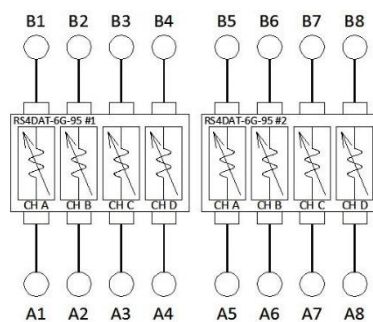 B1 B2 B3 B4 B5 B6 B7 B8
RS4DAT-6G-95 #1 RS4DAT-6G-95 #2
CH A CH B CH C CH D CH A CH B CH C CH D
A1 A2 A3 A4 A5 A6 A7 A8